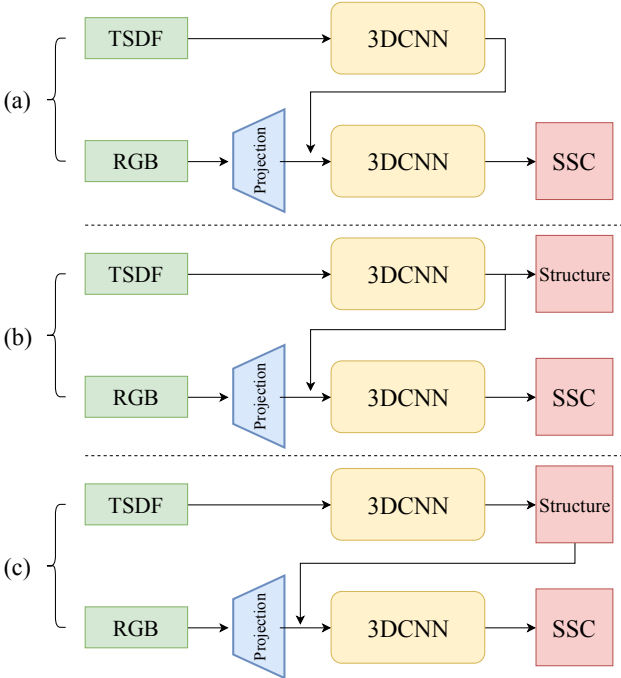 TSDF
3DCNN
(a)
RGB
Projection
3DCNN
SSC
TSDF
3DCNN
Structure
(b)
RGB
Projection
3DCNN
SSC
TSDF
3DCNN
Structure
(c)
RGB
Projection
3DCNN
SSC